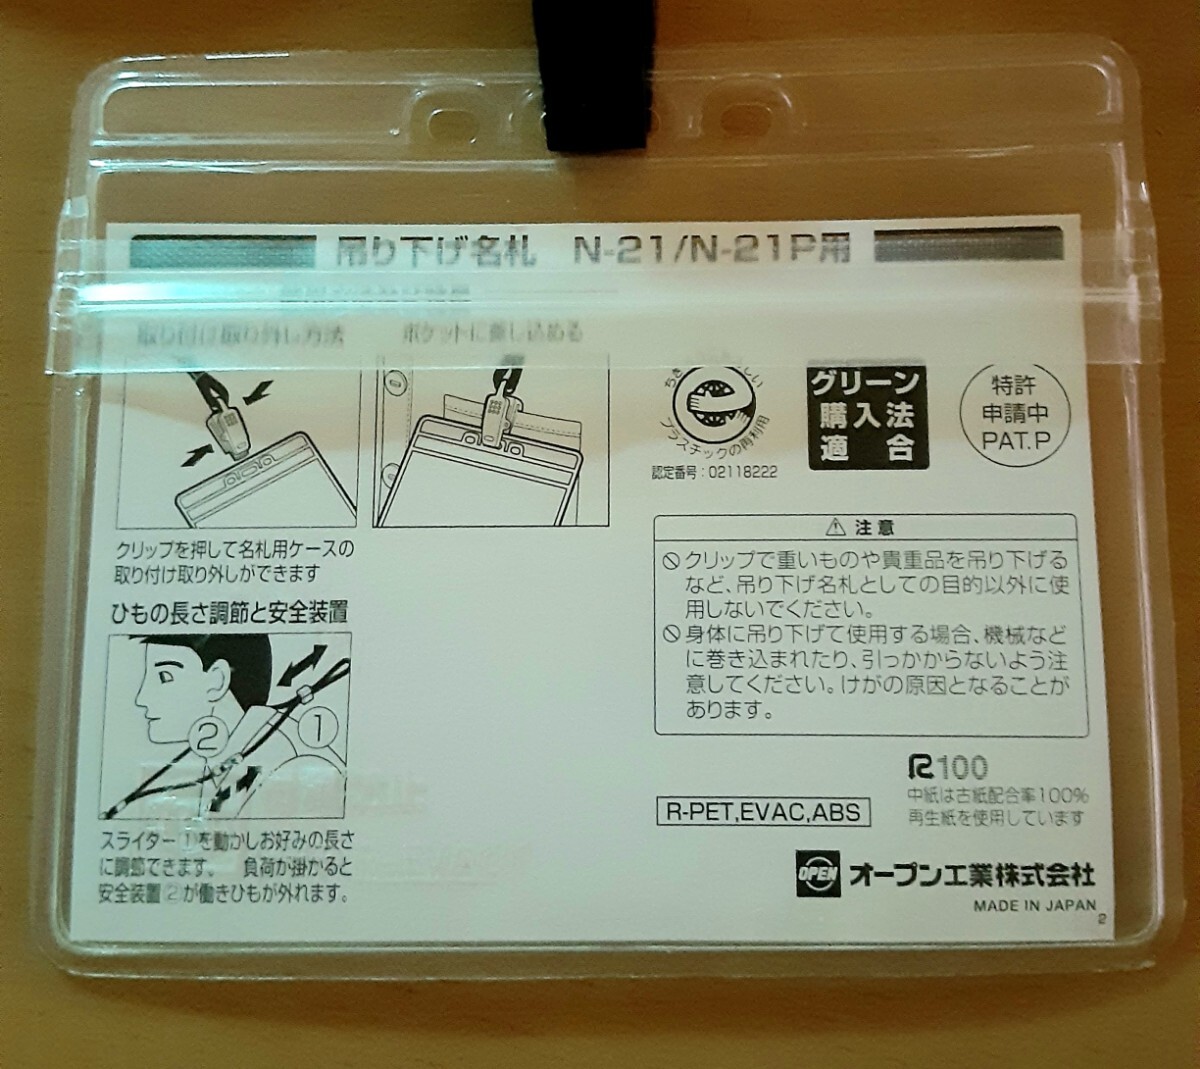 吊り下げ名札 N-21/N-21P用
取り付け取り外し方法
ポケットに差し込める
クリップを押して名札用ケースの
取り付け取り外しができます
ひもの長さ調節と安全装置
①
②
スライダー①を動かしお好みの長さ
に調節できます。 負荷が掛かると
安全装置②が働きひもが外れます。
プラスチックの再利用
認定番号:02118222
グリーン
購入法
適 合
特許
申請中
PAT.P
⚠ 注意
クリップで重いものや貴重品を吊り下げる
など、吊り下げ名札としての目的以外に使
用しないでください。
身体に吊り下げて使用する場合、機械など
に巻き込まれたり、引っかからないよう注
意してください。けがの原因となることが
あります。
R100
中紙は古紙配合率100%
再生紙を使用しています
R-PET,EVAC,ABS
OPEN オープン工業株式会社
MADE IN JAPAN
2